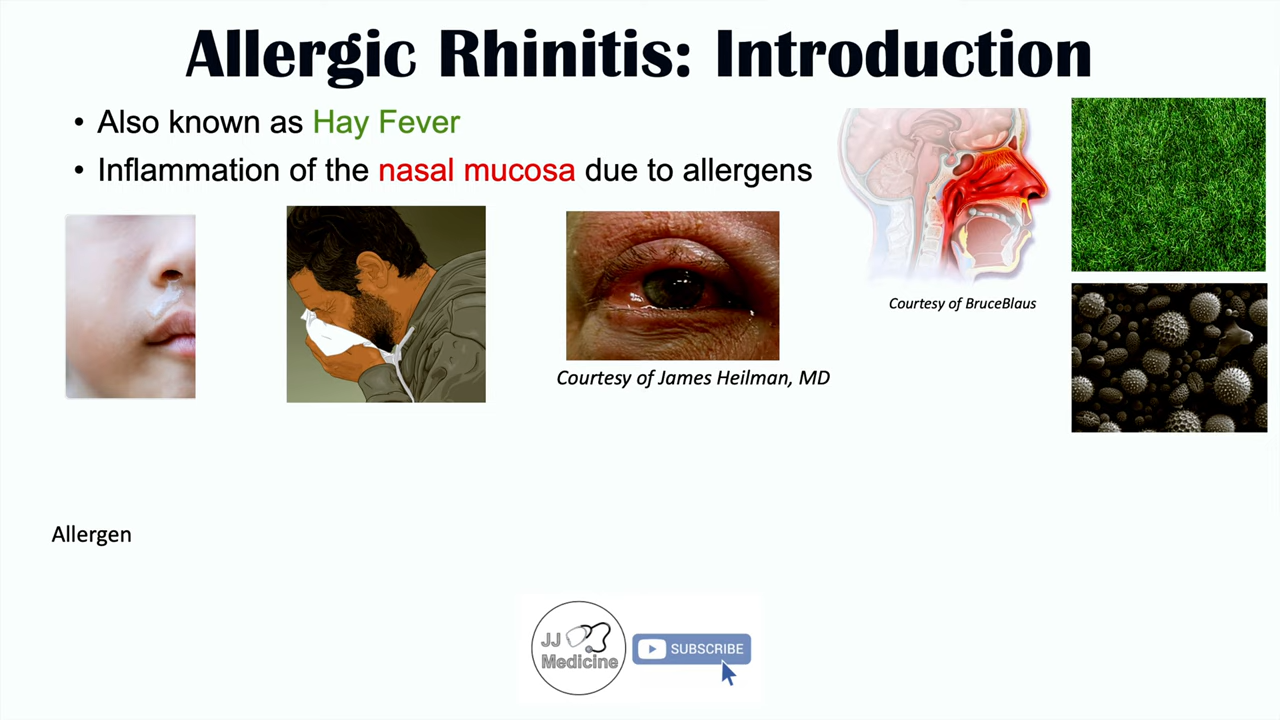 Allergic Rhinitis: Introduction
• Also known as Hay Fever
• Inflammation of the nasal mucosa due to allergens
Courtesy of BruceBlaus
Courtesy of James Heilman, MD
Allergen
JJ
Medicine
SUBSCRIBE